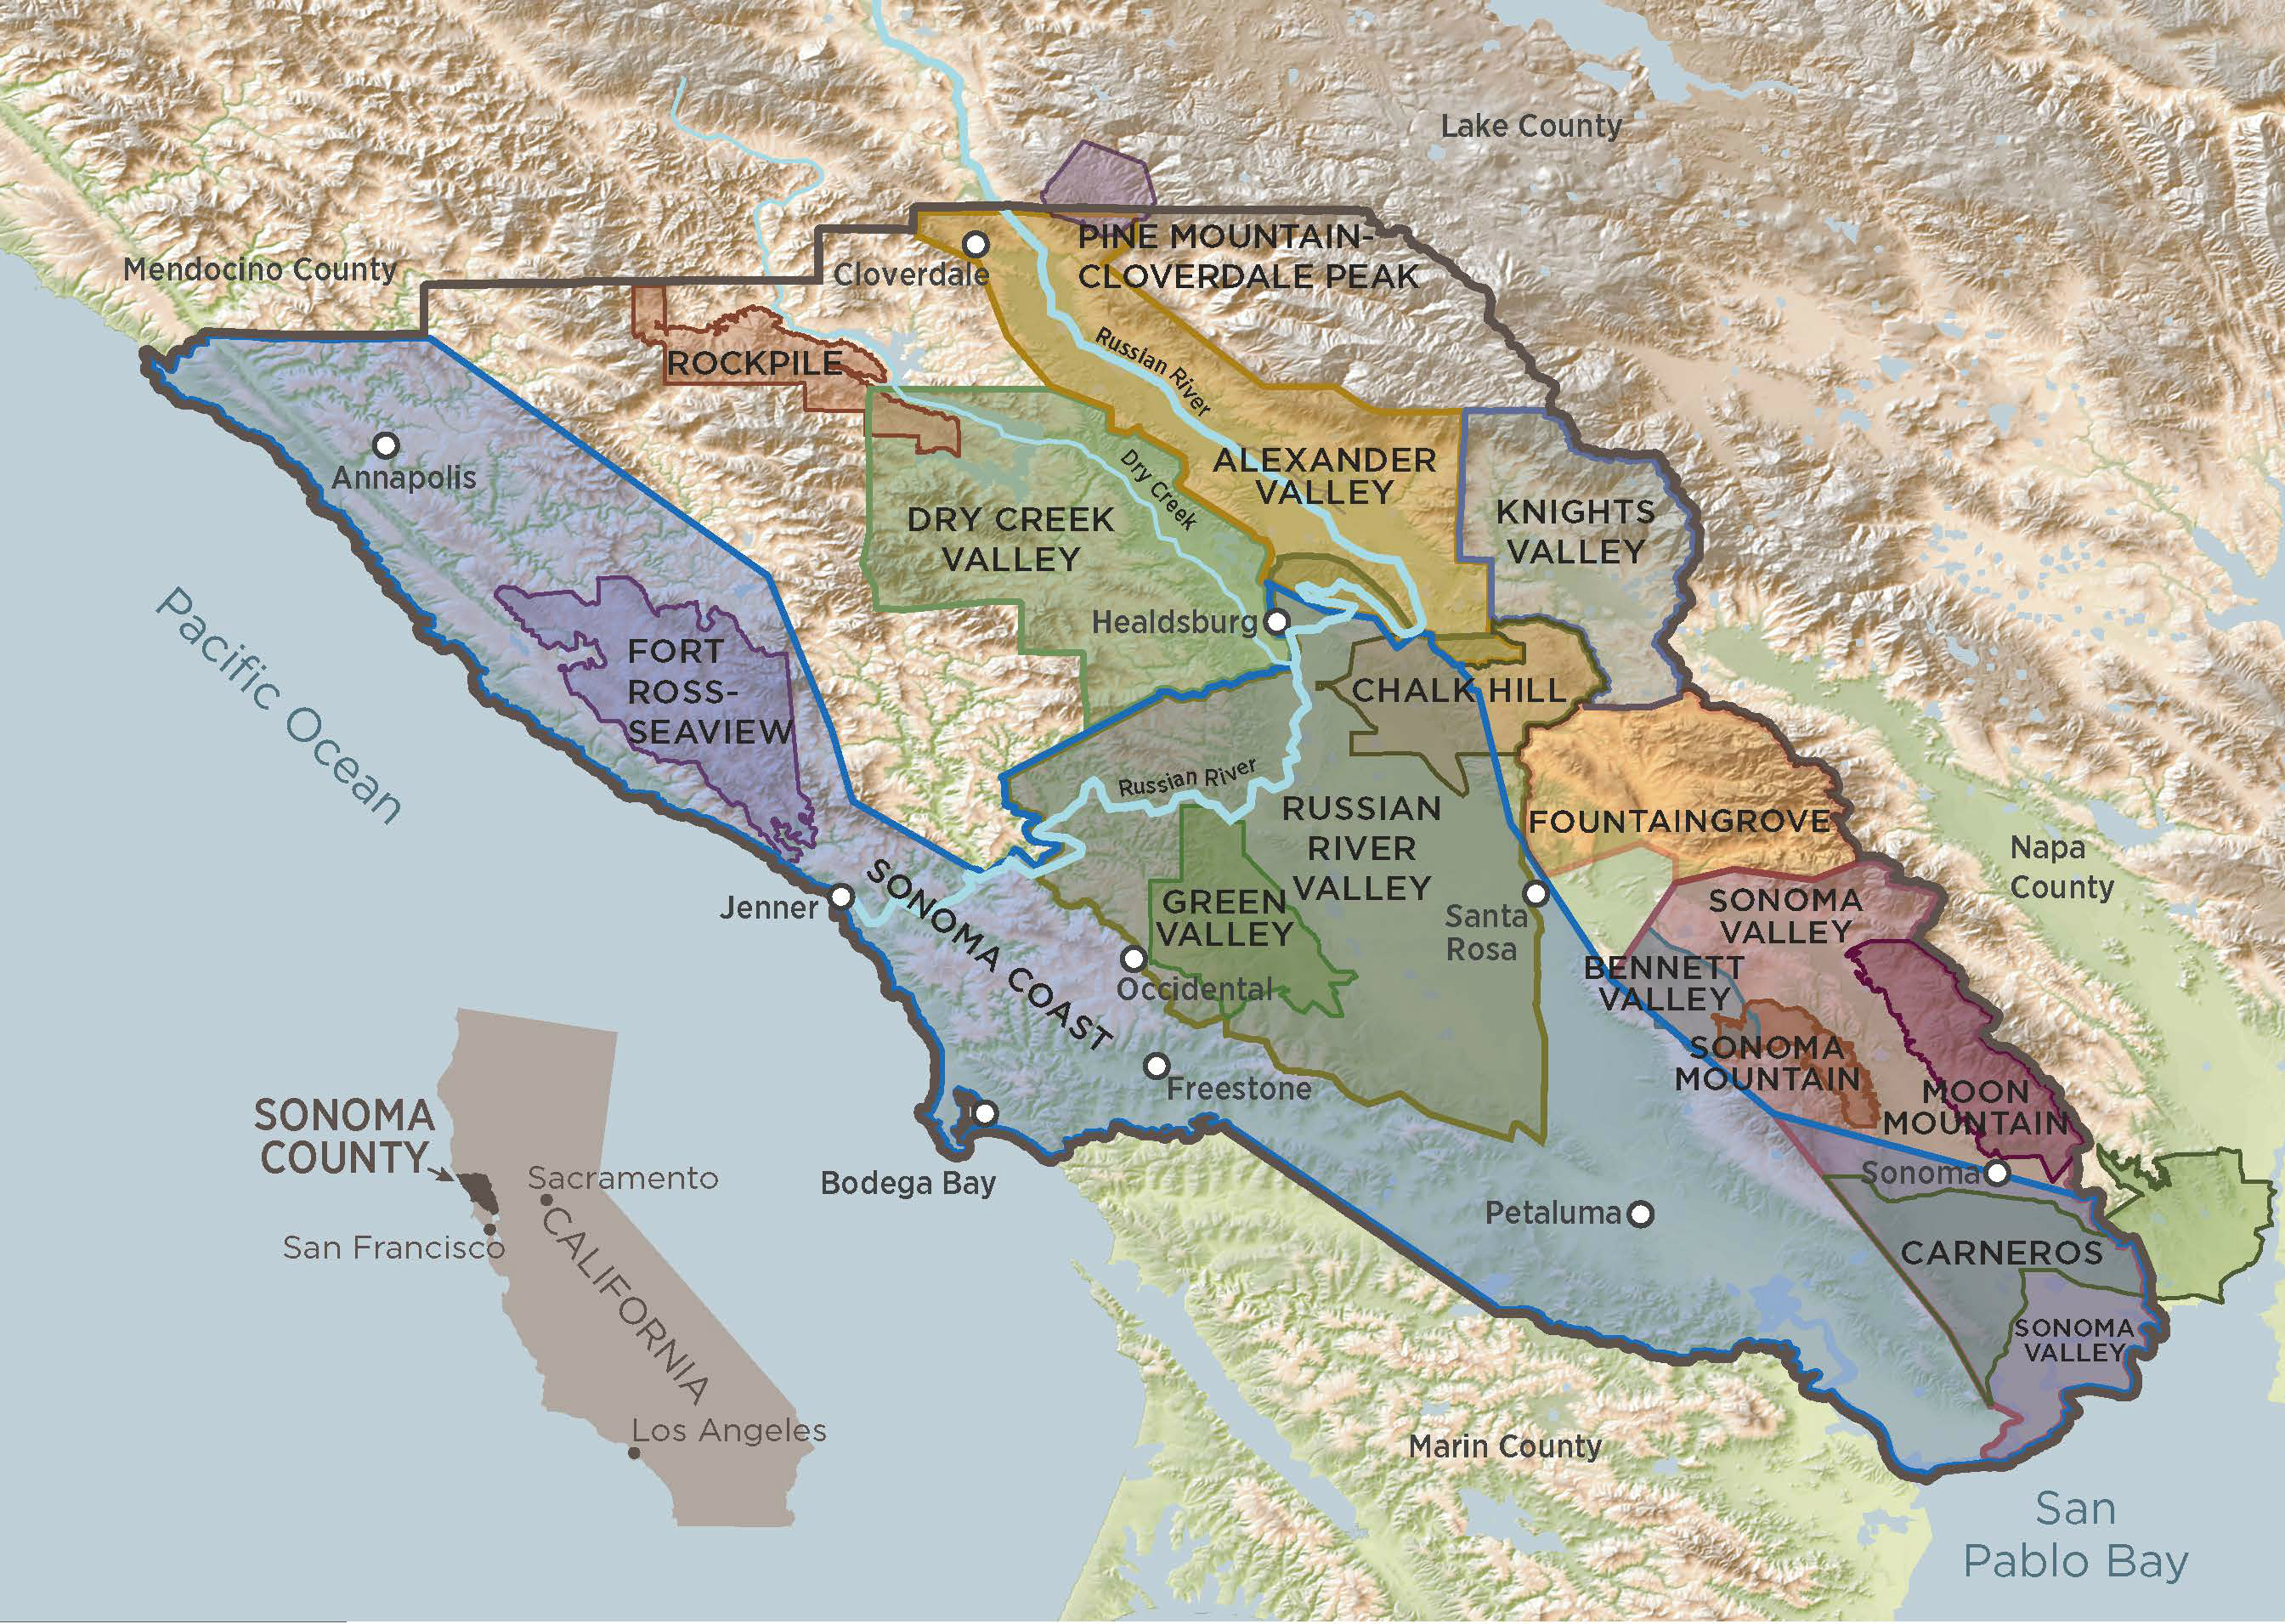 Lake County
Mendocino County
Cloverdale
PINE MOUNTAIN-
CLOVERDALE PEAK
Russian River
ROCKPILE
Annapolis
Dry Creek
ALEXANDER
VALLEY
KNIGHTS
VALLEY
DRY CREEK
VALLEY
Healdsburg
Pacific Ocean
FORT
ROSS-
SEAVIEW
CHALK HILL
Russian River
RUSSIAN
RIVER
VALLEY
FOUNTAINGROVE
Napa
County
Jenner
SONOMA COAST
GREEN
VALLEY
Santa
Rosa
SONOMA
VALLEY
Occidental
BENNETT
VALLEY
SONOMA
MOUNTAIN
MOON
MOUNTAIN
Freestone
Bodega Bay
Petaluma
Sonoma
CARNEROS
SONOMA
VALLEY
SONOMA
COUNTY
Sacramento
San Francisco
CALIFORNIA
Los Angeles
Marin County
San
Pablo Bay